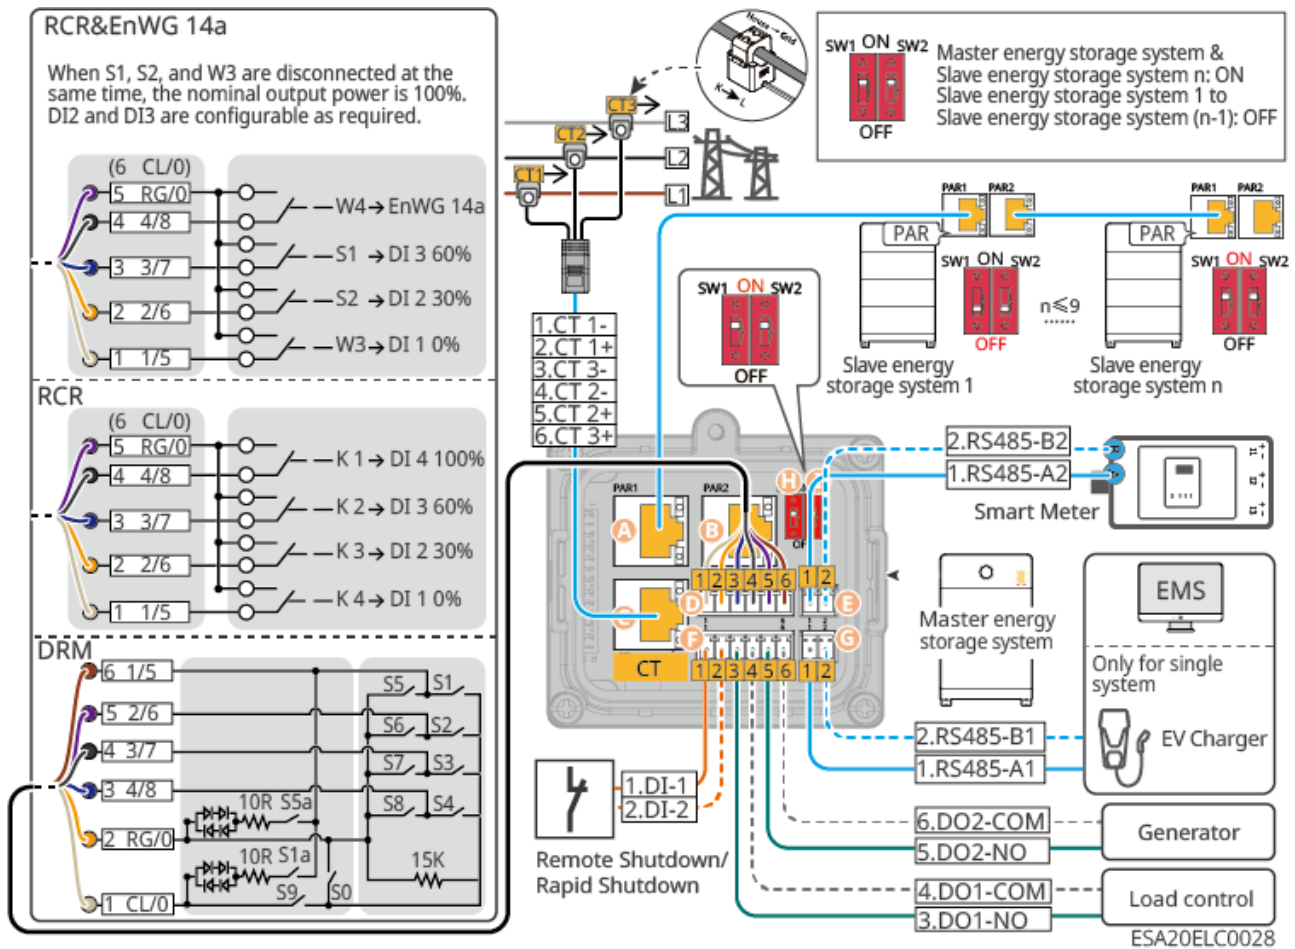 RCR&EnWG 14a
When S1, S2, and W3 are disconnected at the
same time, the nominal output power is 100%.
DI2 and DI3 are configurable as required.
(6 CL/0)
5 RG/0
4 4/8
3 3/7
2 2/6
1 1/5
W4→EnWG 14a
S1 →DI 3 60%
S2 →DI 2 30%
W3→DI 1 0%
RCR
(6 CL/0)
5 RG/0
4 4/8
3 3/7
2 2/6
1 1/5
K 1→DI 4 100%
K 2→DI 3 60%
K 3→DI 2 30%
K 4→DI 1 0%
DRM
6 1/5
5 2/6
4 3/7
3 4/8
2 RG/0
1 CL/0
S5 S1
S6 S2
S7 S3
S8 S4
10R S5a
10R S1a
S9 S0
15K
House → Grid
K→L
CT3
CT2
CT1
L3
L2
L1
1.CT 1-
2.CT 1+
3.CT 3-
4.CT 2-
5.CT 2+
6.CT 3+
SW1 ON SW2
OFF
Master energy storage system &
Slave energy storage system n: ON
Slave energy storage system 1 to
Slave energy storage system (n-1): OFF
PAR1 PAR2
PAR
SW1 ON SW2
OFF
Slave energy
storage system 1
n≤9
......
PAR1 PAR2
PAR
SW1 ON SW2
OFF
Slave energy
storage system n
SW1 ON SW2
OFF
PAR1
PAR2
A
B
C
D
E
F
G
H
CT
1 2 3 4 5 6 1 2
1 2 3 4 5 6 1 2
2.RS485-B2
1.RS485-A2
Smart Meter
Master energy
storage system
EMS
Only for single
system
EV Charger
2.RS485-B1
1.RS485-A1
1.DI-1
2.DI-2
Remote Shutdown/
Rapid Shutdown
6.DO2-COM
5.DO2-NO
Generator
4.DO1-COM
3.DO1-NO
Load control
ESA20ELC0028